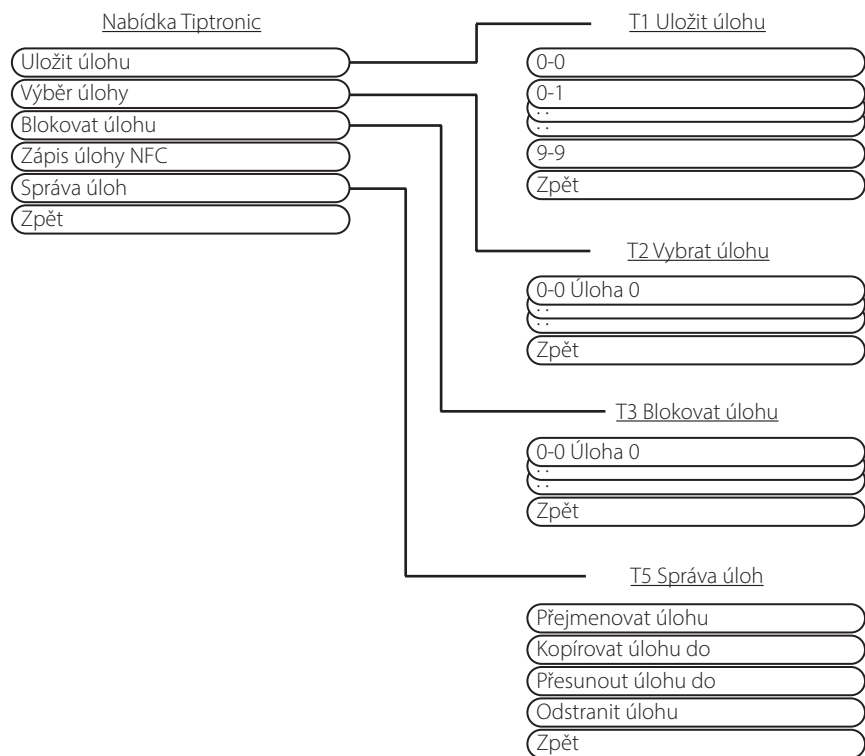 Nabídka Tiptronic
Uložit úlohu
Výběr úlohy
Blokovat úlohu
Zápis úlohy NFC
Správa úloh
Zpět
T1 Uložit úlohu
0-0
0-1
. .
. .
9-9
Zpět
T2 Vybrat úlohu
0-0 Úloha 0
. .
. .
Zpět
T3 Blokovat úlohu
0-0 Úloha 0
. .
. .
Zpět
T5 Správa úloh
Přejmenovat úlohu
Kopírovat úlohu do
Přesunout úlohu do
Odstranit úlohu
Zpět